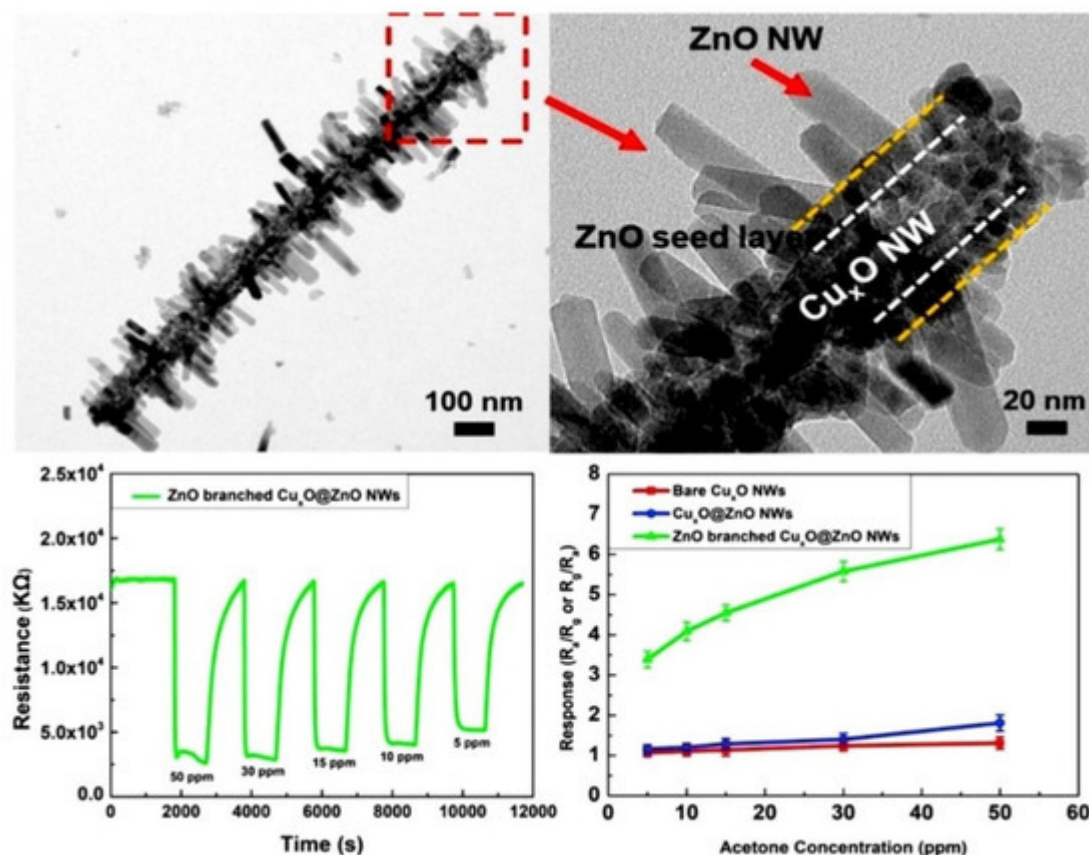 ZnO NW
ZnO seed layer
CuₓO NW
100 nm
20 nm
2.5x10⁴
2.0x10⁴
1.5x10⁴
1.0x10⁴
5.0x10³
0.0
Resistance (KΩ)
ZnO branched CuₓO@ZnO NWs
50 ppm
30 ppm
15 ppm
10 ppm
5 ppm
0 2000 4000 6000 8000 10000 12000
Time (s)
8
7
6
5
4
3
2
1
0
Response (Rₐ/R₉ or R₉/Rₐ)
Bare CuₓO NWs
CuₓO@ZnO NWs
ZnO branched CuₓO@ZnO NWs
0 10 20 30 40 50 60
Acetone Concentration (ppm)